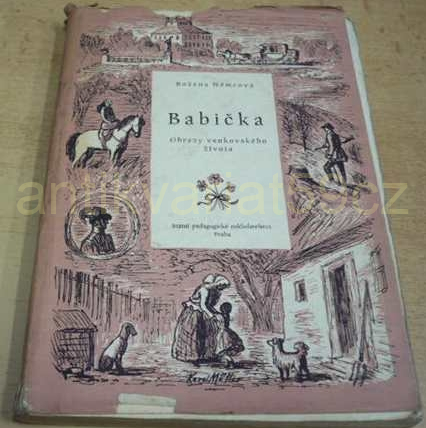 Božena Němcová
Babička
Obrazy venkovského
života
Státní pedagogické nakladatelství
Praha
Karel Müller